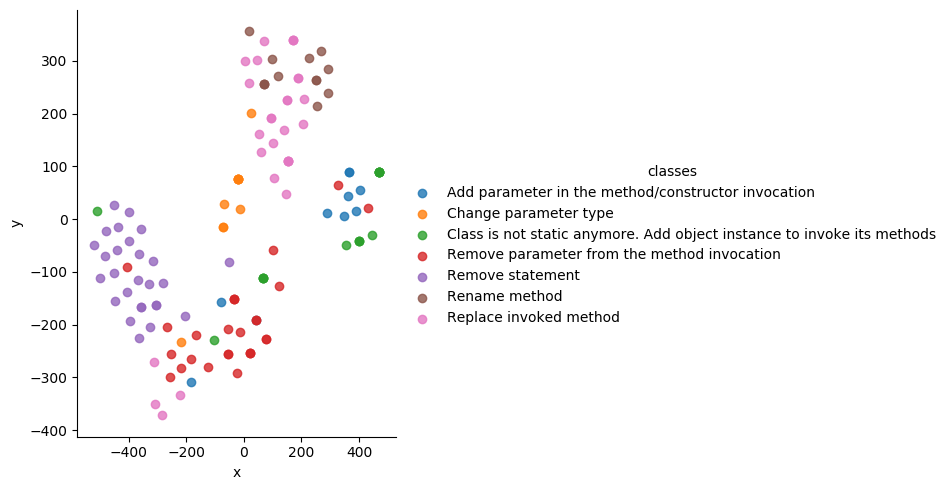 300
200
100
0
−100
−200
−300
−400
y
−400
−200
0
200
400
x
classes
Add parameter in the method/constructor invocation
Change parameter type
Class is not static anymore. Add object instance to invoke its methods
Remove parameter from the method invocation
Remove statement
Rename method
Replace invoked method